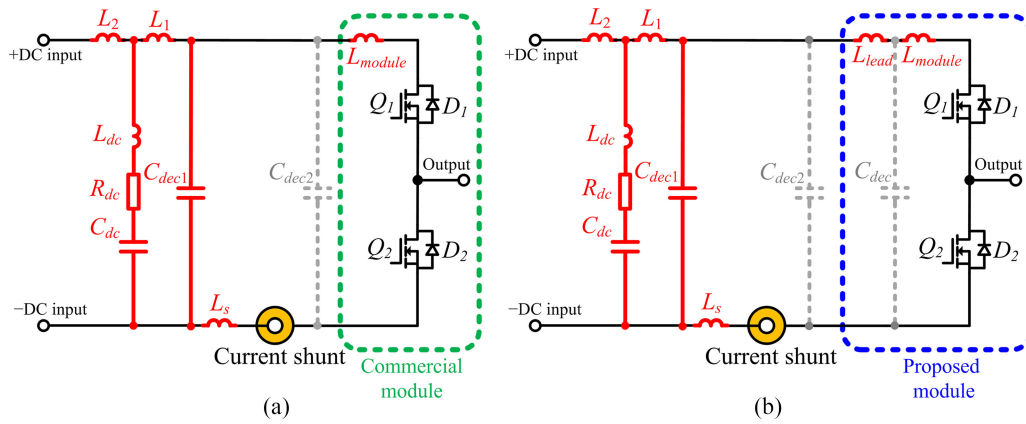 L2 L1
+DC input
Lmodule
Q1 D1
Ldc
Rdc
Cdc
Cdec1
Cdec2
Output
Q2 D2
−DC input
Ls
Current shunt
Commercial
module
(a)
L2 L1
+DC input
Llead Lmodule
Q1 D1
Ldc
Rdc
Cdc
Cdec1
Cdec2
Cdec
Output
Q2 D2
−DC input
Ls
Current shunt
Proposed
module
(b)